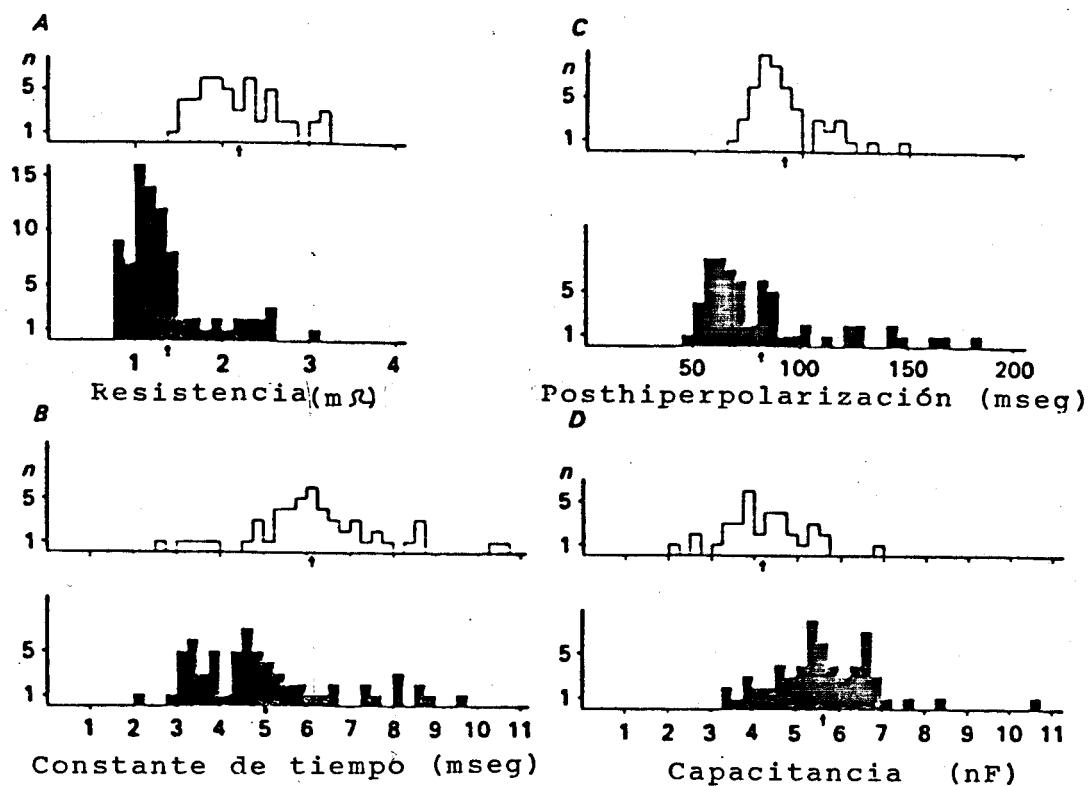 A
n
5
1
15
10
5
1
1 2 3 4
Resistencia (mΩ)
B
n
5
1
5
1
1 2 3 4 5 6 7 8 9 10 11
Constante de tiempo (mseg)
C
n
5
1
5
1
50 100 150 200
Posthiperpolarización (mseg)
D
n
5
1
5
1
1 2 3 4 5 6 7 8 9 10 11
Capacitancia (nF)